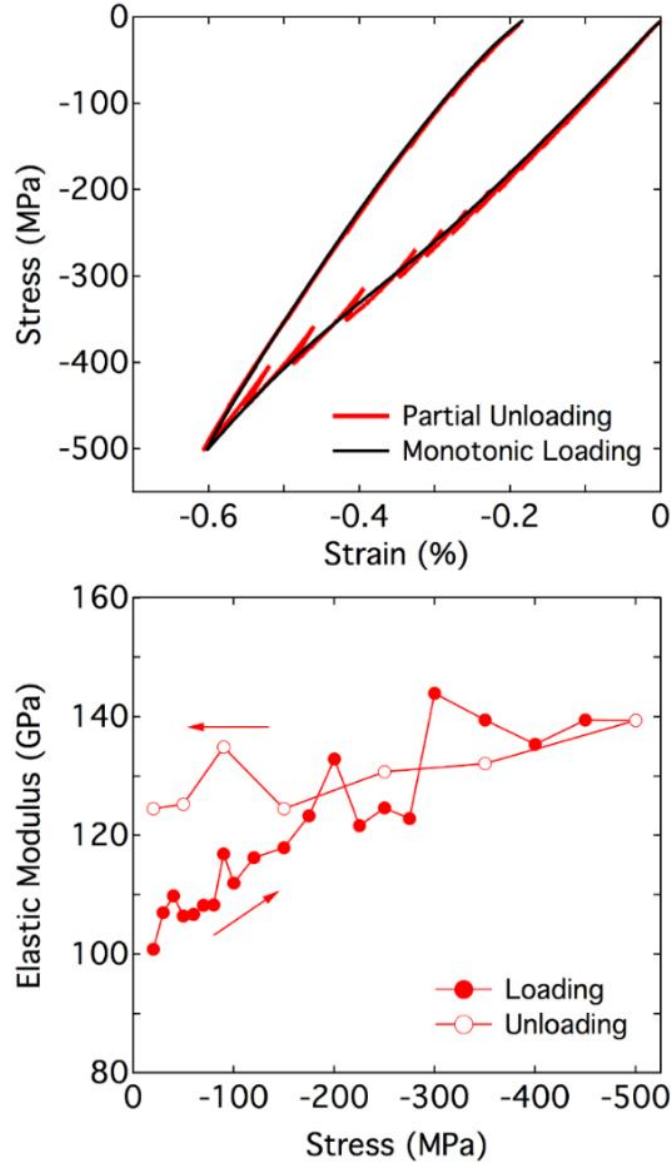 0
-100
-200
-300
-400
-500
Stress (MPa)
Partial Unloading
Monotonic Loading
-0.6 -0.4 -0.2 0
Strain (%)
160
140
120
100
80
Elastic Modulus (GPa)
Loading
Unloading
0 -100 -200 -300 -400 -500
Stress (MPa)